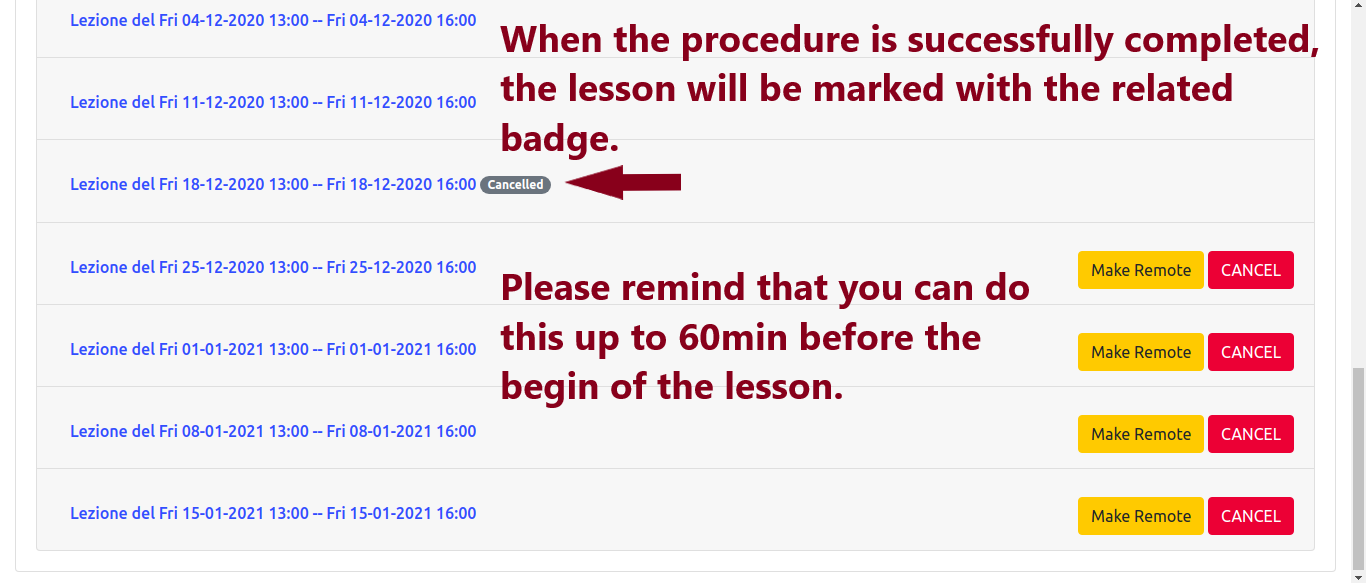 Lezione del Fri 04-12-2020 13:00 -- Fri 04-12-2020 16:00
When the procedure is successfully completed,
the lesson will be marked with the related
badge.
Lezione del Fri 11-12-2020 13:00 -- Fri 11-12-2020 16:00
Lezione del Fri 18-12-2020 13:00 -- Fri 18-12-2020 16:00 Cancelled
Lezione del Fri 25-12-2020 13:00 -- Fri 25-12-2020 16:00 Make Remote CANCEL
Please remind that you can do
this up to 60min before the
begin of the lesson.
Lezione del Fri 01-01-2021 13:00 -- Fri 01-01-2021 16:00 Make Remote CANCEL
Lezione del Fri 08-01-2021 13:00 -- Fri 08-01-2021 16:00 Make Remote CANCEL
Lezione del Fri 15-01-2021 13:00 -- Fri 15-01-2021 16:00 Make Remote CANCEL